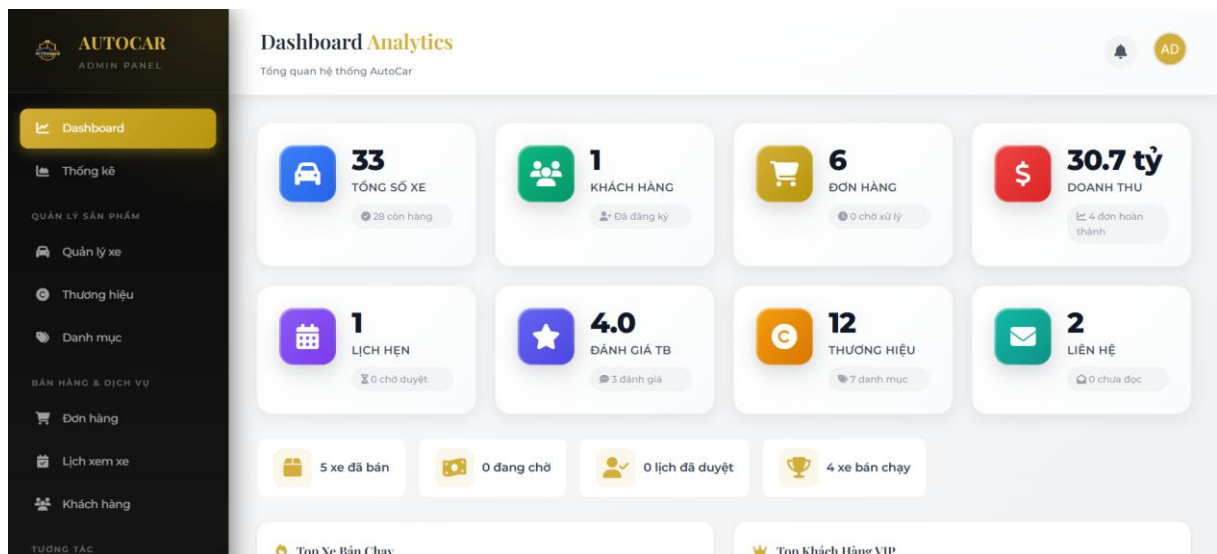 AUTOCAR
ADMIN PANEL
Dashboard
Thống kê
QUẢN LÝ SẢN PHẨM
Quản lý xe
Thương hiệu
Danh mục
BÁN HÀNG & DỊCH VỤ
Đơn hàng
Lịch xem xe
Khách hàng
TƯƠNG TÁC
Dashboard Analytics
Tổng quan hệ thống AutoCar
AD
33
TỔNG SỐ XE
28 còn hàng
1
KHÁCH HÀNG
Đã đăng ký
6
ĐƠN HÀNG
0 chờ xử lý
30.7 tỷ
DOANH THU
4 đơn hoàn
thành
1
LỊCH HẸN
0 chờ duyệt
4.0
ĐÁNH GIÁ TB
3 đánh giá
12
THƯƠNG HIỆU
7 danh mục
2
LIÊN HỆ
0 chưa đọc
5 xe đã bán
0 đang chờ
0 lịch đã duyệt
4 xe bán chạy
Top Xe Bán Chạy
Top Khách Hàng VIP